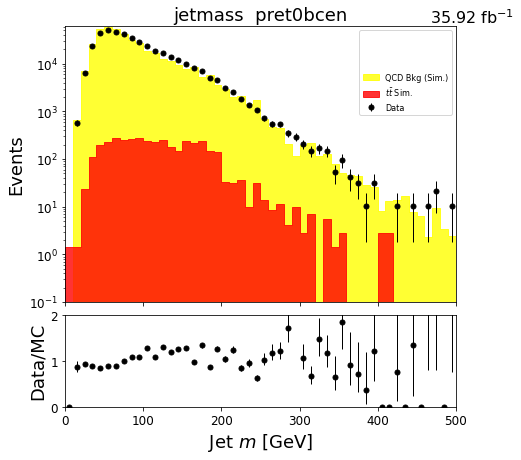 jetmass pret0bcen
35.92 fb⁻¹
QCD Bkg (Sim.)
tt̄ Sim.
Data
Events
10⁴
10³
10²
10¹
10⁰
10⁻¹
Data/MC
2
1
0
0 100 200 300 400 500
Jet m [GeV]